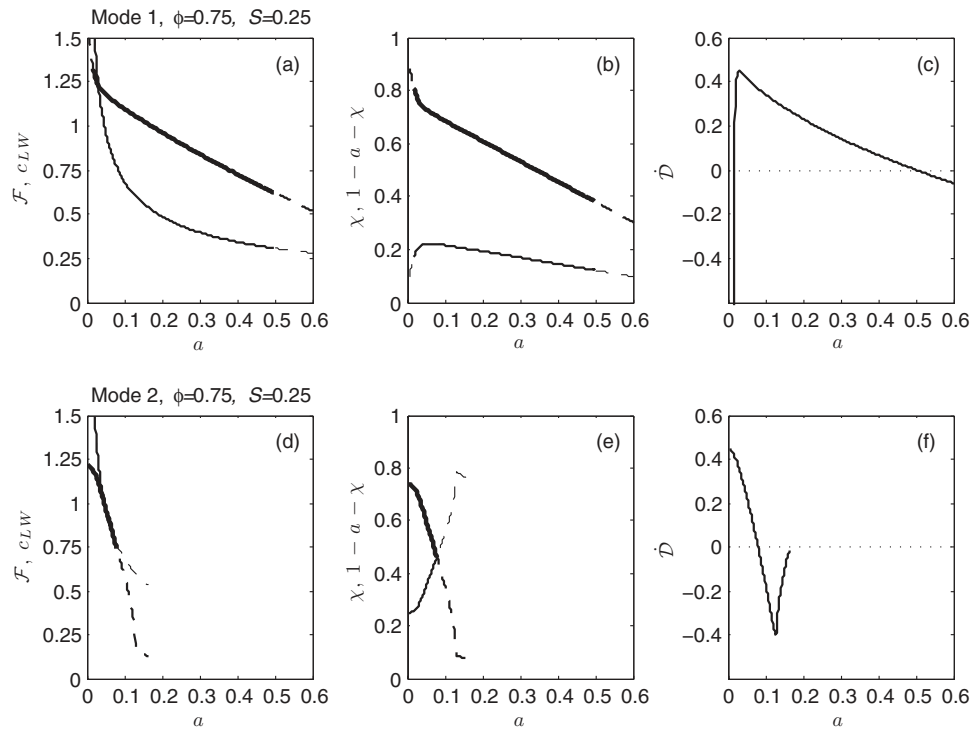 Mode 1, ϕ=0.75, S=0.25
(a)
1.5
1.25
1
0.75
0.5
0.25
0
ℱ, c_{LW}
0 0.1 0.2 0.3 0.4 0.5 0.6
a
(b)
1
0.8
0.6
0.4
0.2
0
χ, 1 − a − χ
0 0.1 0.2 0.3 0.4 0.5 0.6
a
(c)
0.6
0.4
0.2
0
−0.2
−0.4
𝒟̇
0 0.1 0.2 0.3 0.4 0.5 0.6
a
Mode 2, ϕ=0.75, S=0.25
(d)
1.5
1.25
1
0.75
0.5
0.25
0
ℱ, c_{LW}
0 0.1 0.2 0.3 0.4 0.5 0.6
a
(e)
1
0.8
0.6
0.4
0.2
0
χ, 1 − a − χ
0 0.1 0.2 0.3 0.4 0.5 0.6
a
(f)
0.6
0.4
0.2
0
−0.2
−0.4
𝒟̇
0 0.1 0.2 0.3 0.4 0.5 0.6
a